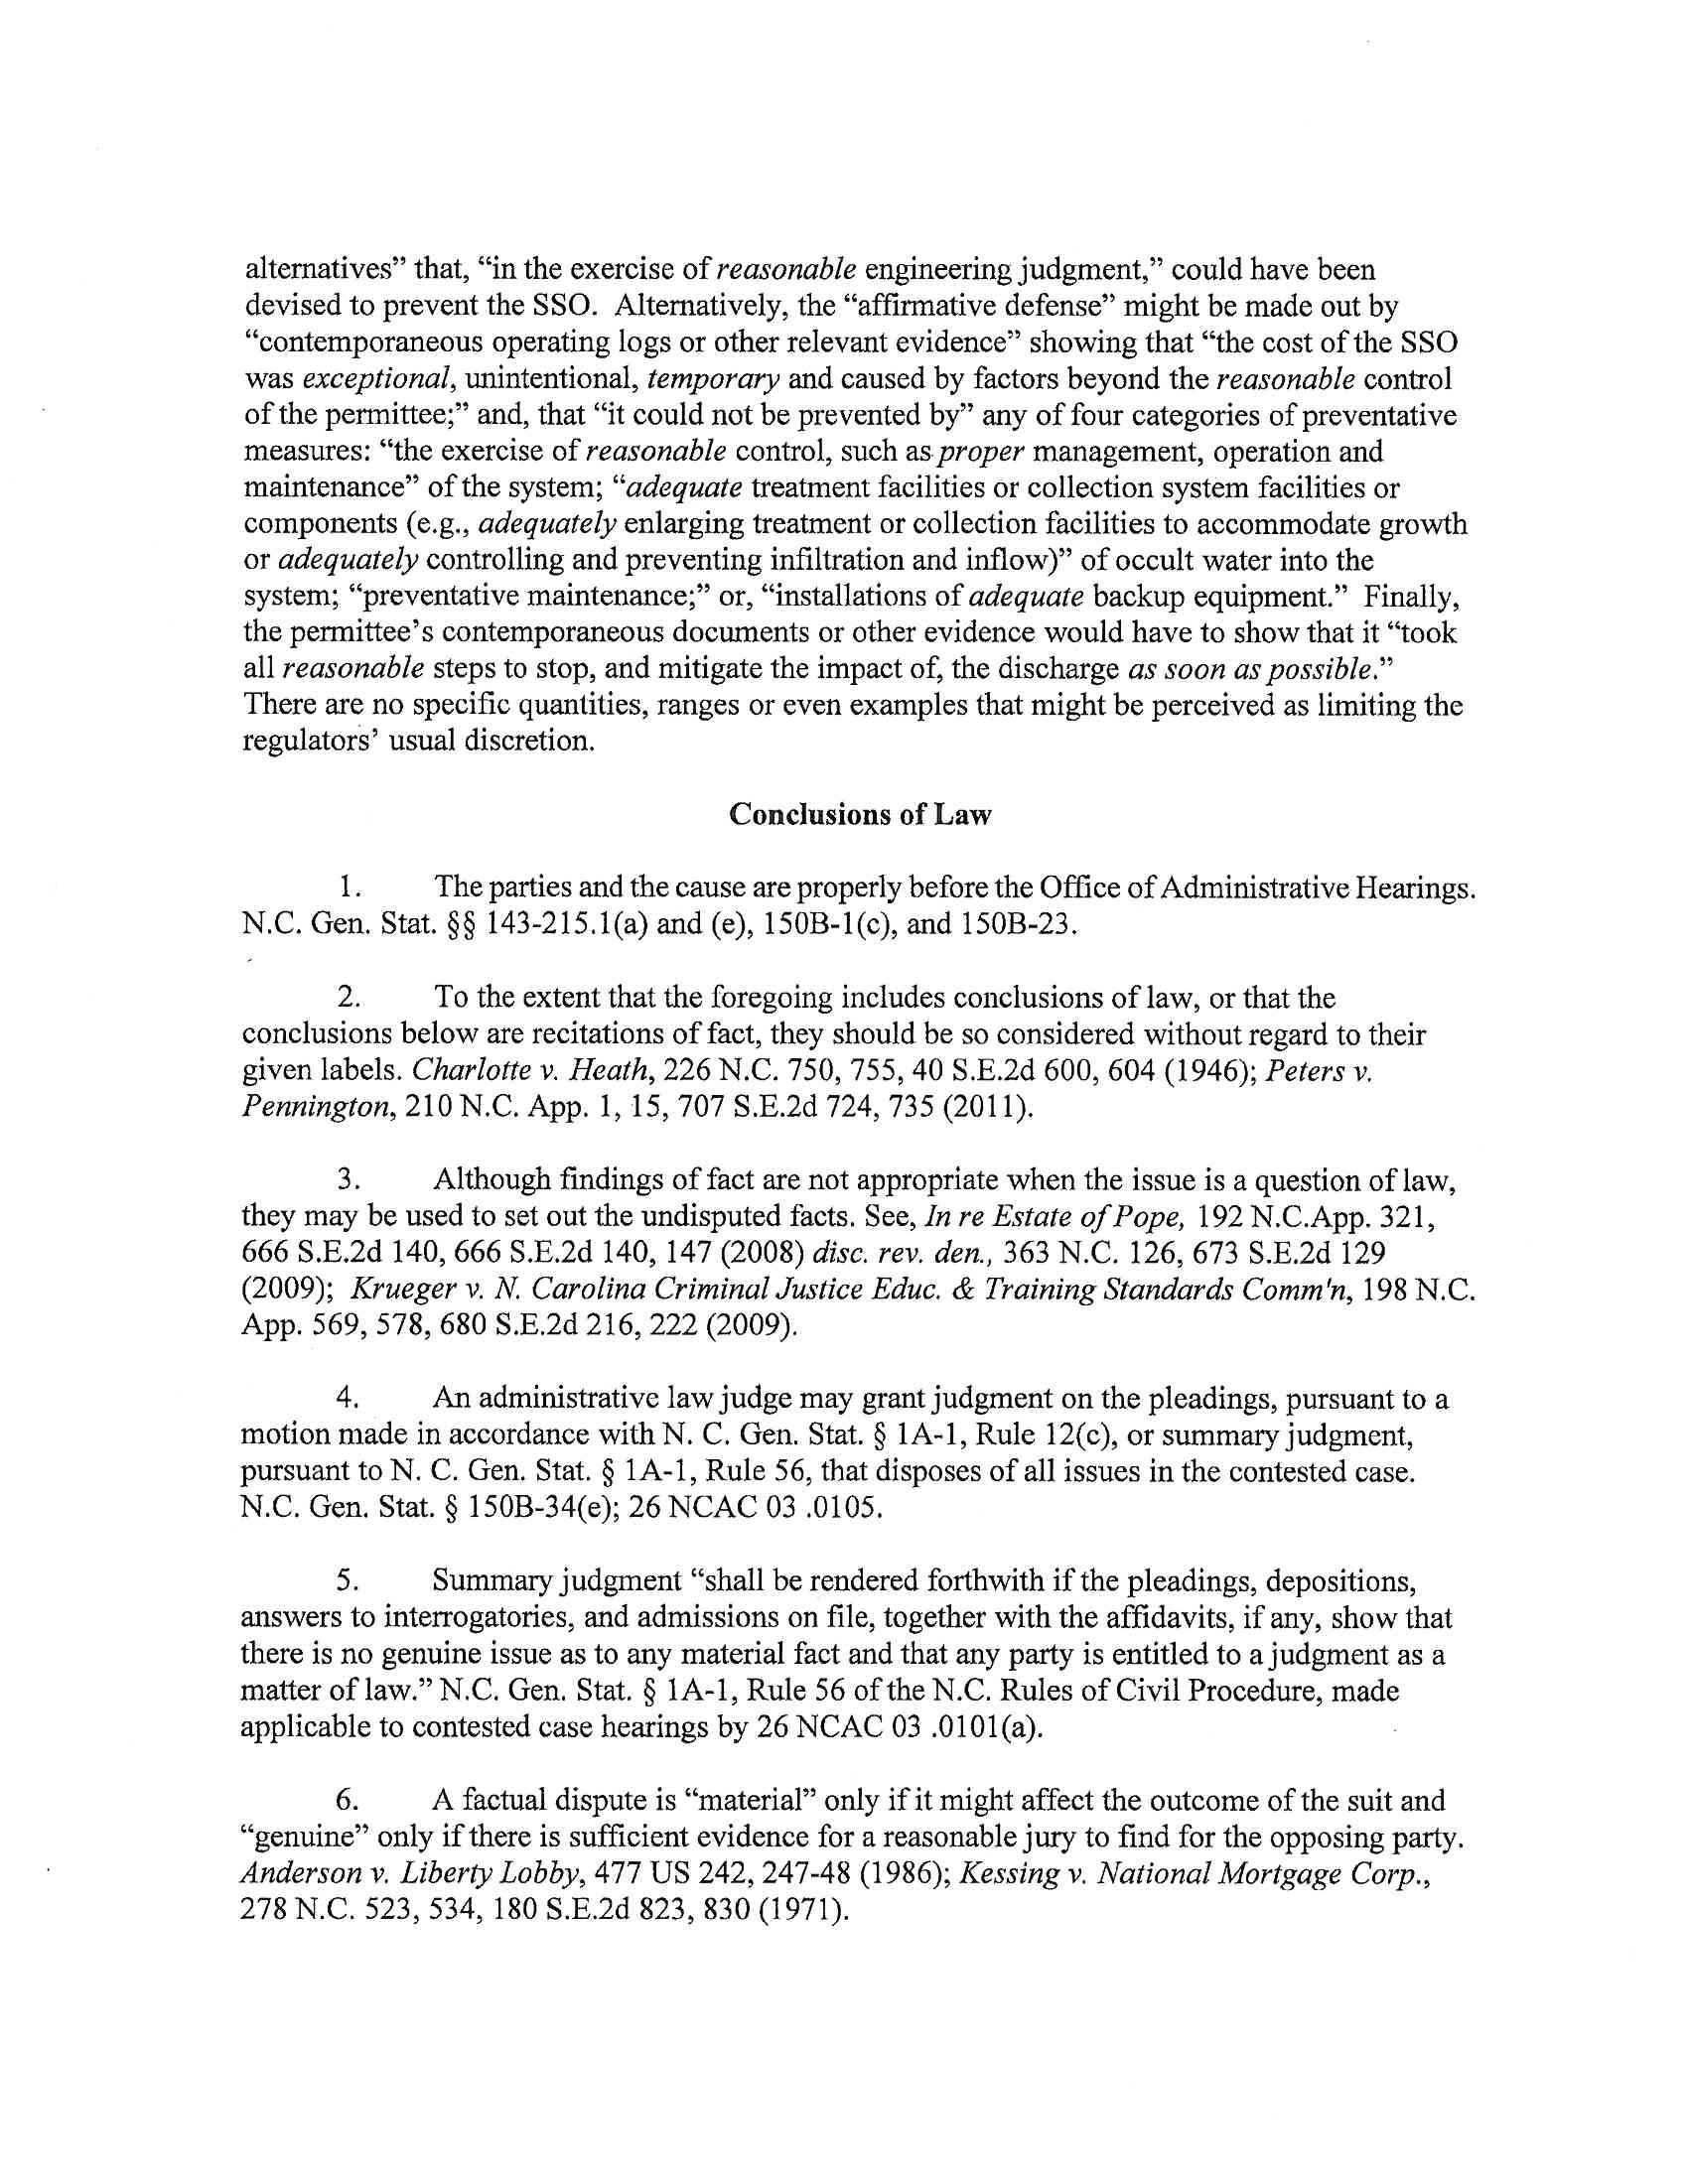 alternatives” that, “in the exercise of reasonable engineering judgment,” could have been
devised to prevent the SSO.  Alternatively, the “affirmative defense” might be made out by
“contemporaneous operating logs or other relevant evidence” showing that “the cost of the SSO
was exceptional, unintentional, temporary and caused by factors beyond the reasonable control
of the permittee;” and, that “it could not be prevented by” any of four categories of preventative
measures: “the exercise of reasonable control, such as proper management, operation and
maintenance” of the system; “adequate treatment facilities or collection system facilities or
components (e.g., adequately enlarging treatment or collection facilities to accommodate growth
or adequately controlling and preventing infiltration and inflow)” of occult water into the
system; “preventative maintenance;” or, “installations of adequate backup equipment.”  Finally,
the permittee’s contemporaneous documents or other evidence would have to show that it “took
all reasonable steps to stop, and mitigate the impact of, the discharge as soon as possible.”
There are no specific quantities, ranges or even examples that might be perceived as limiting the
regulators’ usual discretion.
Conclusions of Law
1. The parties and the cause are properly before the Office of Administrative Hearings.
N.C. Gen. Stat. §§ 143-215.1(a) and (e), 150B-1(c), and 150B-23.
2. To the extent that the foregoing includes conclusions of law, or that the
conclusions below are recitations of fact, they should be so considered without regard to their
given labels. Charlotte v. Heath, 226 N.C. 750, 755, 40 S.E.2d 600, 604 (1946); Peters v.
Pennington, 210 N.C. App. 1, 15, 707 S.E.2d 724, 735 (2011).
3. Although findings of fact are not appropriate when the issue is a question of law,
they may be used to set out the undisputed facts. See, In re Estate of Pope, 192 N.C.App. 321,
666 S.E.2d 140, 666 S.E.2d 140, 147 (2008) disc. rev. den., 363 N.C. 126, 673 S.E.2d 129
(2009);  Krueger v. N. Carolina Criminal Justice Educ. & Training Standards Comm'n, 198 N.C.
App. 569, 578, 680 S.E.2d 216, 222 (2009).
4. An administrative law judge may grant judgment on the pleadings, pursuant to a
motion made in accordance with N. C. Gen. Stat. § 1A-1, Rule 12(c), or summary judgment,
pursuant to N. C. Gen. Stat. § 1A-1, Rule 56, that disposes of all issues in the contested case.
N.C. Gen. Stat. § 150B-34(e); 26 NCAC 03 .0105.
5. Summary judgment “shall be rendered forthwith if the pleadings, depositions,
answers to interrogatories, and admissions on file, together with the affidavits, if any, show that
there is no genuine issue as to any material fact and that any party is entitled to a judgment as a
matter of law.” N.C. Gen. Stat. § 1A-1, Rule 56 of the N.C. Rules of Civil Procedure, made
applicable to contested case hearings by 26 NCAC 03 .0101(a).
6. A factual dispute is “material” only if it might affect the outcome of the suit and
“genuine” only if there is sufficient evidence for a reasonable jury to find for the opposing party.
Anderson v. Liberty Lobby, 477 US 242, 247-48 (1986); Kessing v. National Mortgage Corp.,
278 N.C. 523, 534, 180 S.E.2d 823, 830 (1971).